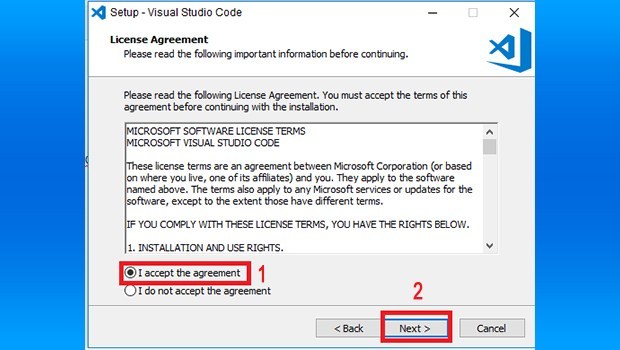 Setup - Visual Studio Code
License Agreement
Please read the following important information before continuing.
Please read the following License Agreement. You must accept the terms of this
agreement before continuing with the installation.
MICROSOFT SOFTWARE LICENSE TERMS
MICROSOFT VISUAL STUDIO CODE
These license terms are an agreement between Microsoft Corporation (or based
on where you live, one of its affiliates) and you. They apply to the software
named above. The terms also apply to any Microsoft services or updates for the
software, except to the extent those have different terms.
IF YOU COMPLY WITH THESE LICENSE TERMS, YOU HAVE THE RIGHTS BELOW.
1. INSTALLATION AND USE RIGHTS.
I accept the agreement 1
I do not accept the agreement
2
< Back Next > Cancel